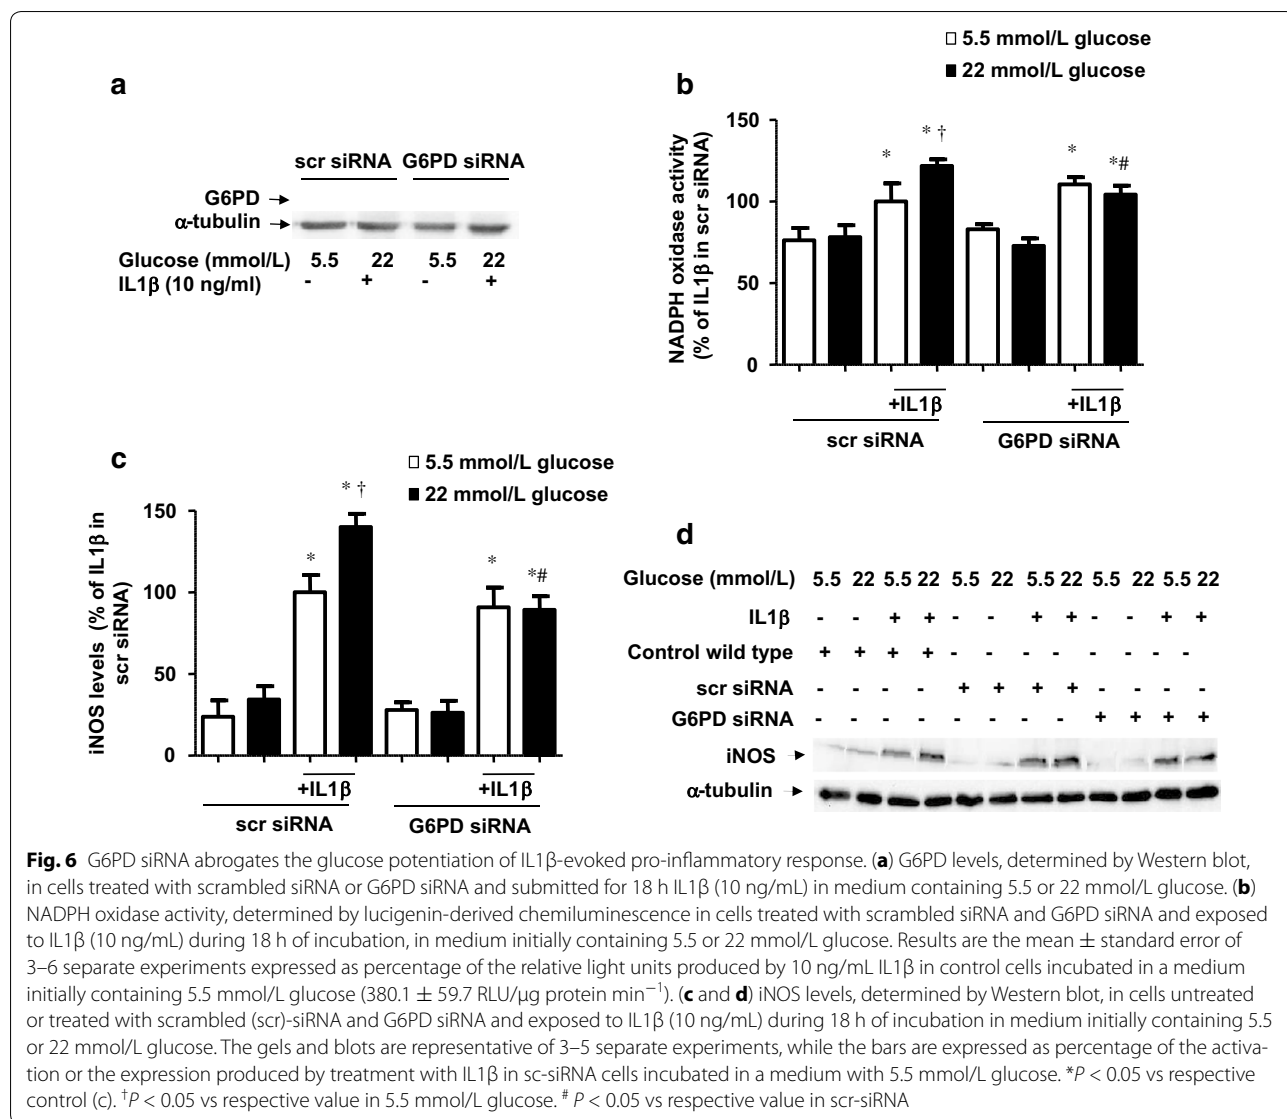 a
scr siRNA G6PD siRNA
G6PD
α-tubulin
Glucose (mmol/L) 5.5 22 5.5 22
IL1β (10 ng/ml) - + - +
b
5.5 mmol/L glucose
22 mmol/L glucose
NADPH oxidase activity
(% of IL1β in scr siRNA)
150
100
50
0
* * † * *#
+IL1β +IL1β
scr siRNA G6PD siRNA
c
5.5 mmol/L glucose
22 mmol/L glucose
iNOS levels (% of IL1β in
scr siRNA)
150
100
50
0
* * † * *#
+IL1β +IL1β
scr siRNA G6PD siRNA
d
Glucose (mmol/L) 5.5 22 5.5 22 5.5 22 5.5 22 5.5 22 5.5 22
IL1β - - + + - - + + - - + +
Control wild type + + + + - - - - - - -
scr siRNA - - - - + + + + - - - -
G6PD siRNA - - - - - - - - + + + +
iNOS
α-tubulin
Fig. 6 G6PD siRNA abrogates the glucose potentiation of IL1β-evoked pro-inflammatory response. (a) G6PD levels, determined by Western blot,
in cells treated with scrambled siRNA or G6PD siRNA and submitted for 18 h IL1β (10 ng/mL) in medium containing 5.5 or 22 mmol/L glucose. (b)
NADPH oxidase activity, determined by lucigenin-derived chemiluminescence in cells treated with scrambled siRNA and G6PD siRNA and exposed
to IL1β (10 ng/mL) during 18 h of incubation, in medium initially containing 5.5 or 22 mmol/L glucose. Results are the mean ± standard error of
3–6 separate experiments expressed as percentage of the relative light units produced by 10 ng/mL IL1β in control cells incubated in a medium
initially containing 5.5 mmol/L glucose (380.1 ± 59.7 RLU/μg protein min⁻¹). (c and d) iNOS levels, determined by Western blot, in cells untreated
or treated with scrambled (scr)-siRNA and G6PD siRNA and exposed to IL1β (10 ng/mL) during 18 h of incubation in medium initially containing 5.5
or 22 mmol/L glucose. The gels and blots are representative of 3–5 separate experiments, while the bars are expressed as percentage of the activa-
tion or the expression produced by treatment with IL1β in sc-siRNA cells incubated in a medium with 5.5 mmol/L glucose. *P < 0.05 vs respective
control (c). †P < 0.05 vs respective value in 5.5 mmol/L glucose. # P < 0.05 vs respective value in scr-siRNA